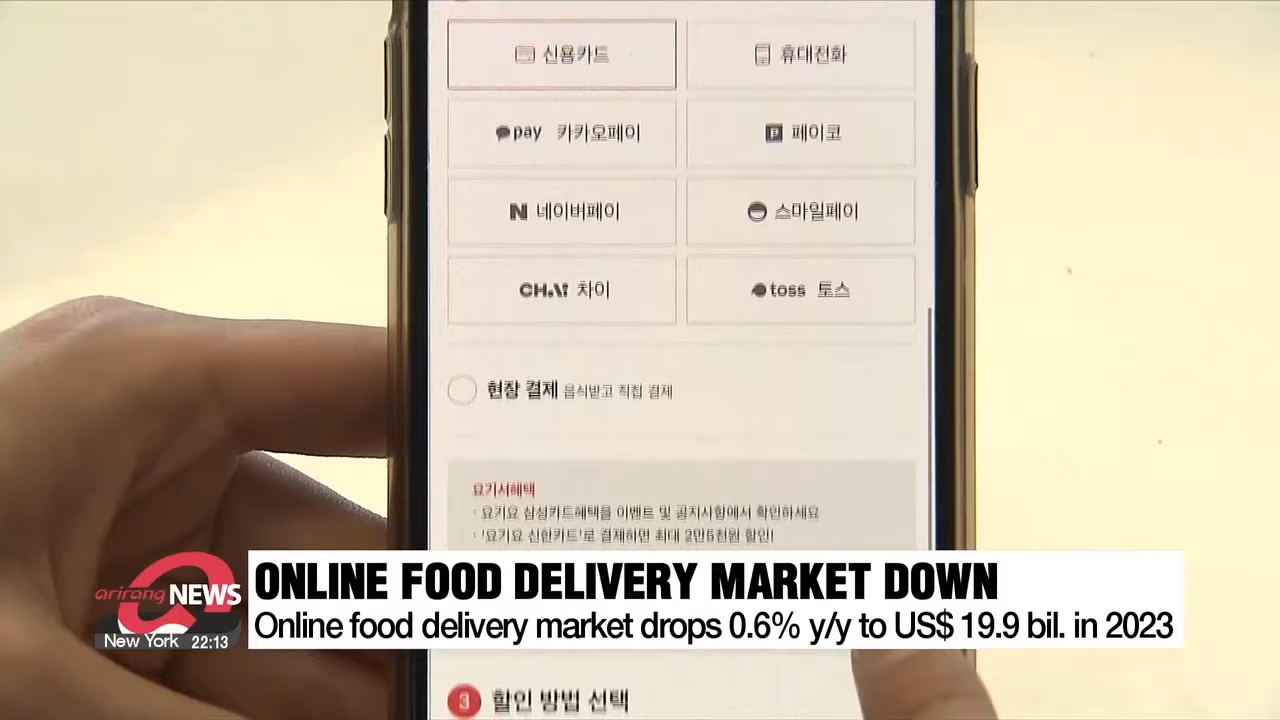 신용카드
휴대전화
pay 카카오페이
P 페이코
N 네이버페이
스마일페이
CHAI 차이
toss 토스
현장 결제 음식받고 직접 결제
요기서혜택
· 요기요 삼성카드혜택을 이벤트 및 공지사항에서 확인하세요
· '요기요 신한카드'로 결제하면 최대 2만5천원 할인!
arirang NEWS
New York 22:13
ONLINE FOOD DELIVERY MARKET DOWN
Online food delivery market drops 0.6% y/y to US$ 19.9 bil. in 2023
3 할인 방법 선택